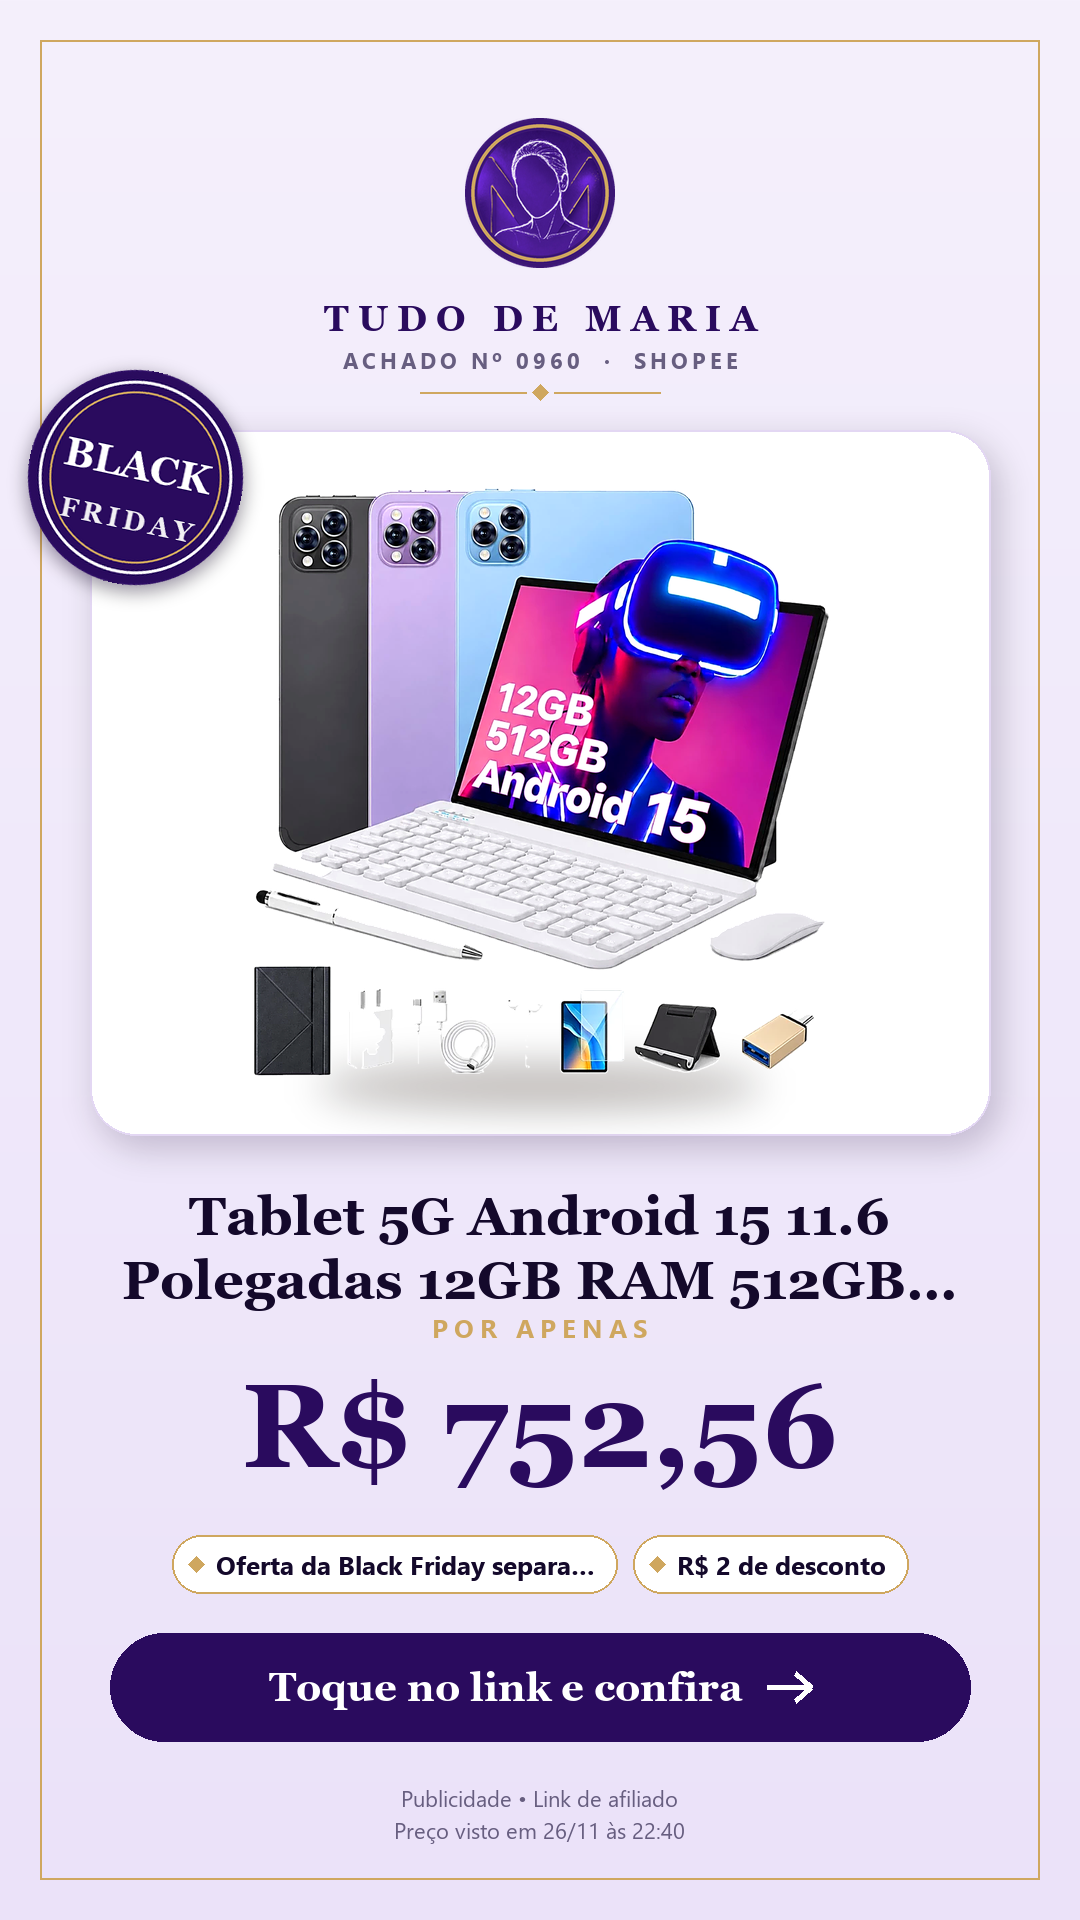 TUDO DE MARIA
ACHADO Nº 0960 · SHOPEE
BLACK
FRIDAY
12GB
512GB
Android 15
Tablet 5G Android 15 11.6
Polegadas 12GB RAM 512GB...
POR APENAS
R$ 752,56
Oferta da Black Friday separa...
R$ 2 de desconto
Toque no link e confira →
Publicidade • Link de afiliado
Preço visto em 26/11 às 22:40